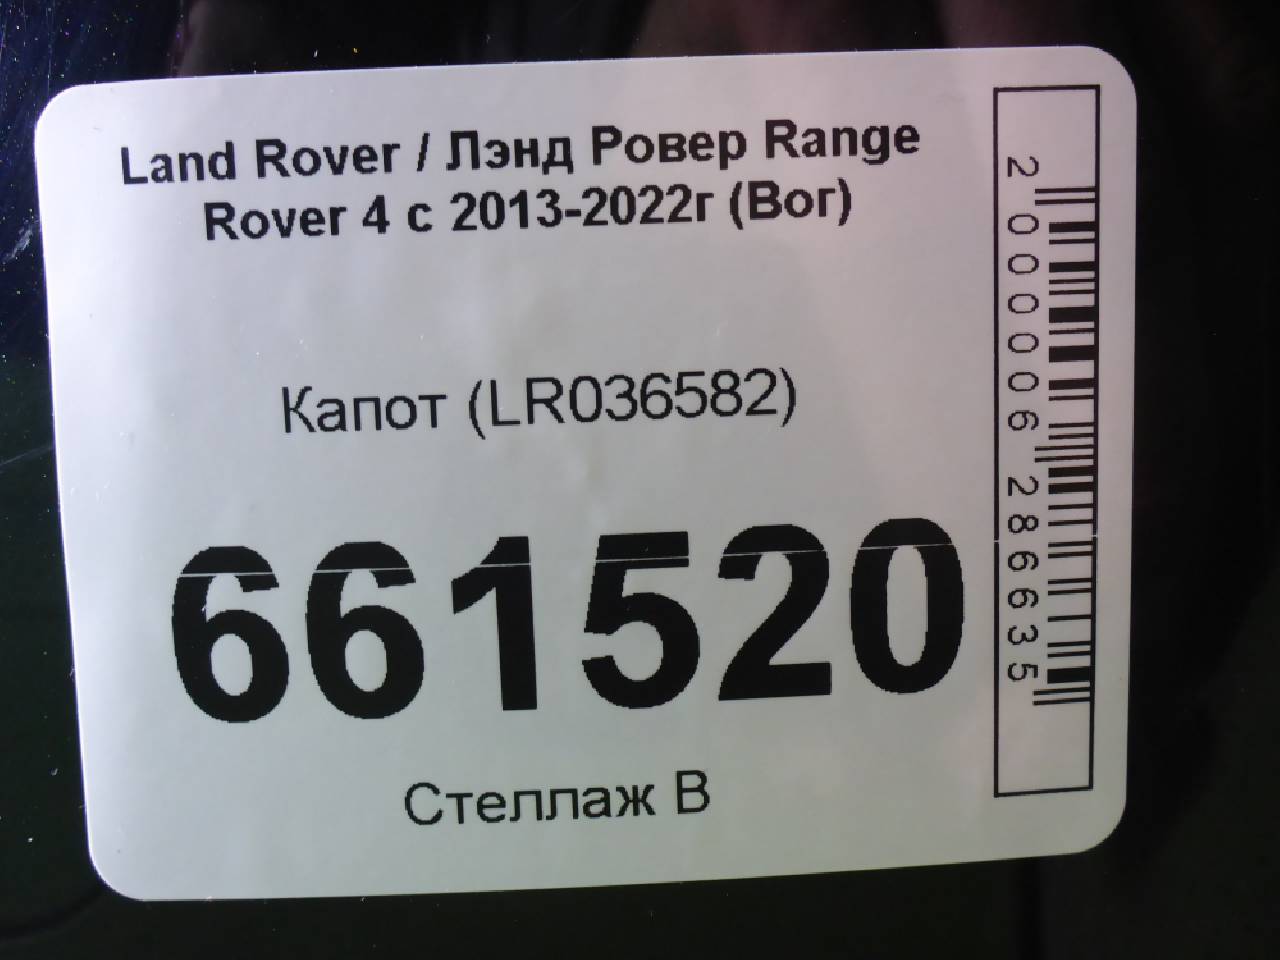 Land Rover / Лэнд Ровер Range
Rover 4 с 2013-2022г (Вог)
Капот (LR036582)
661520
Стеллаж В
2000006286635